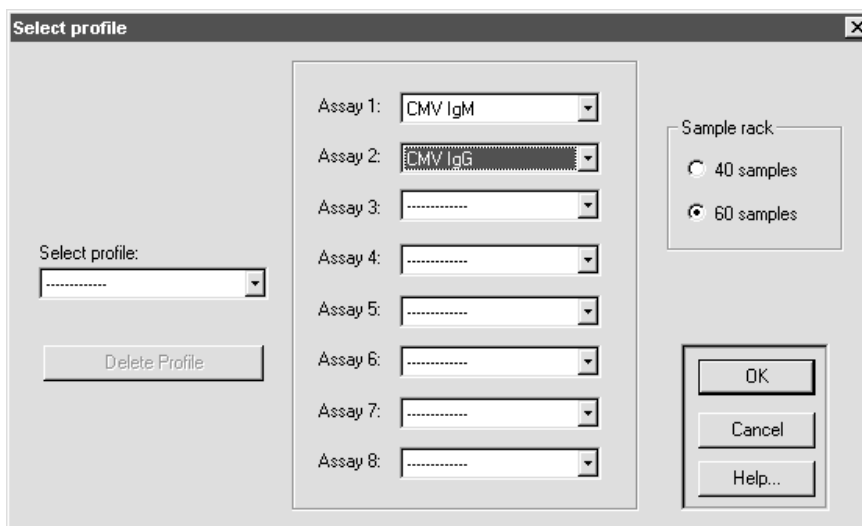 Select profile
Assay 1: CMV IgM
Assay 2: CMV IgG
Assay 3: -------------
Assay 4: -------------
Assay 5: -------------
Assay 6: -------------
Assay 7: -------------
Assay 8: -------------
Select profile:
-------------
Delete Profile
Sample rack
40 samples
60 samples
OK
Cancel
Help...